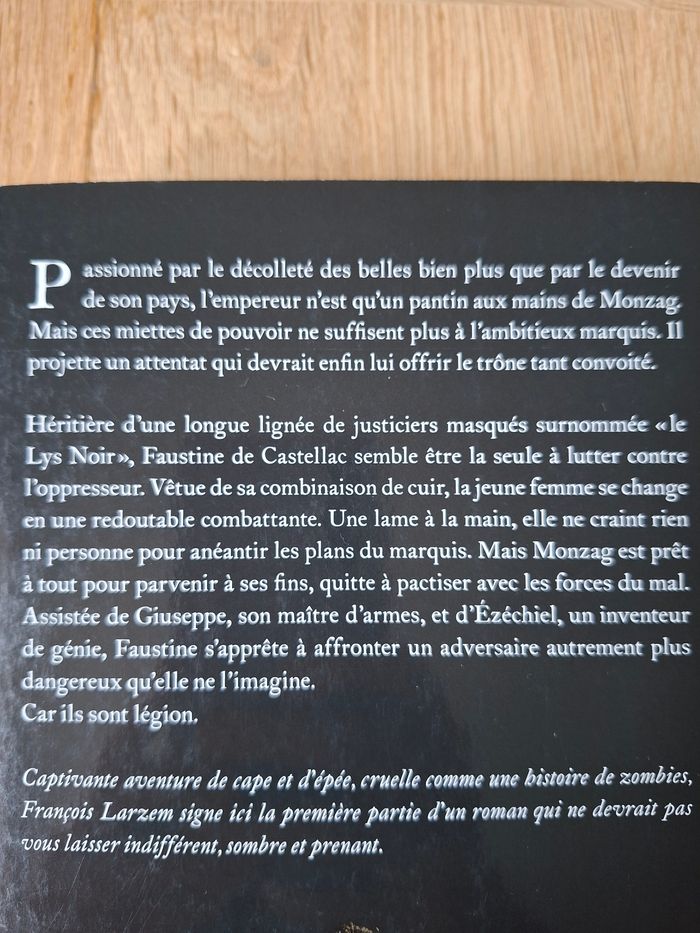 Passionné par le décolleté des belles bien plus que par le devenir
de son pays, l'empereur n'est qu'un pantin aux mains de Monzag.
Mais ces miettes de pouvoir ne suffisent plus à l'ambitieux marquis. Il
projette un attentat qui devrait enfin lui offrir le trône tant convoité.
Héritière d'une longue lignée de justiciers masqués surnommée « le
Lys Noir », Faustine de Castellac semble être la seule à lutter contre
l'oppresseur. Vêtue de sa combinaison de cuir, la jeune femme se change
en une redoutable combattante. Une lame à la main, elle ne craint rien
ni personne pour anéantir les plans du marquis. Mais Monzag est prêt
à tout pour parvenir à ses fins, quitte à pactiser avec les forces du mal.
Assistée de Giuseppe, son maître d'armes, et d'Ézéchiel, un inventeur
de génie, Faustine s'apprête à affronter un adversaire autrement plus
dangereux qu'elle ne l'imagine.
Car ils sont légion.
Captivante aventure de cape et d'épée, cruelle comme une histoire de zombies,
François Larzem signe ici la première partie d'un roman qui ne devrait pas
vous laisser indifférent, sombre et prenant.